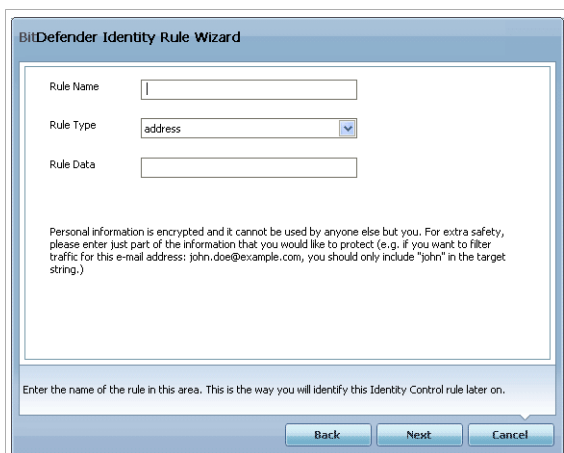 BitDefender Identity Rule Wizard
Rule Name
Rule Type
address
Rule Data
Personal information is encrypted and it cannot be used by anyone else but you. For extra safety,
please enter just part of the information that you would like to protect (e.g. if you want to filter
traffic for this e-mail address: john.doe@example.com, you should only include "john" in the target
string.)
Enter the name of the rule in this area. This is the way you will identify this Identity Control rule later on.
Back
Next
Cancel